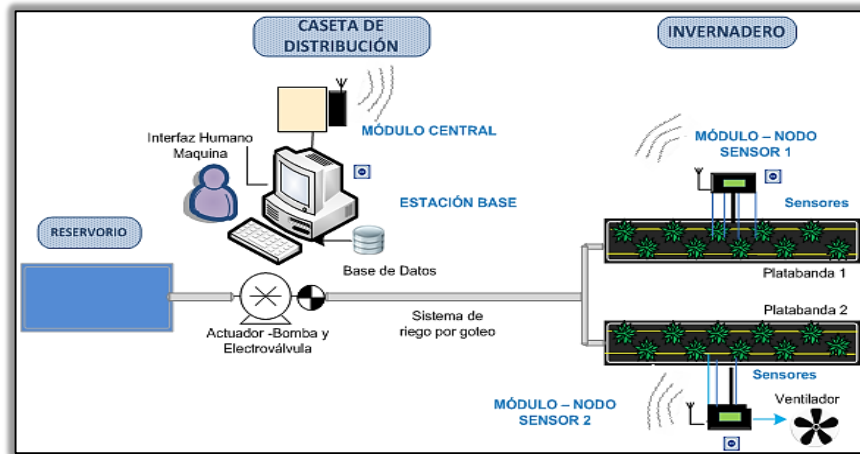 CASETA DE
DISTRIBUCIÓN
INVERNADERO
MÓDULO CENTRAL
Interfaz Humano
Maquina
MÓDULO – NODO
SENSOR 1
ESTACIÓN BASE
Sensores
RESERVORIO
Base de Datos
Platabanda 1
Actuador -Bomba y
Electroválvula
Sistema de
riego por goteo
Platabanda 2
Sensores
MÓDULO – NODO
SENSOR 2
Ventilador